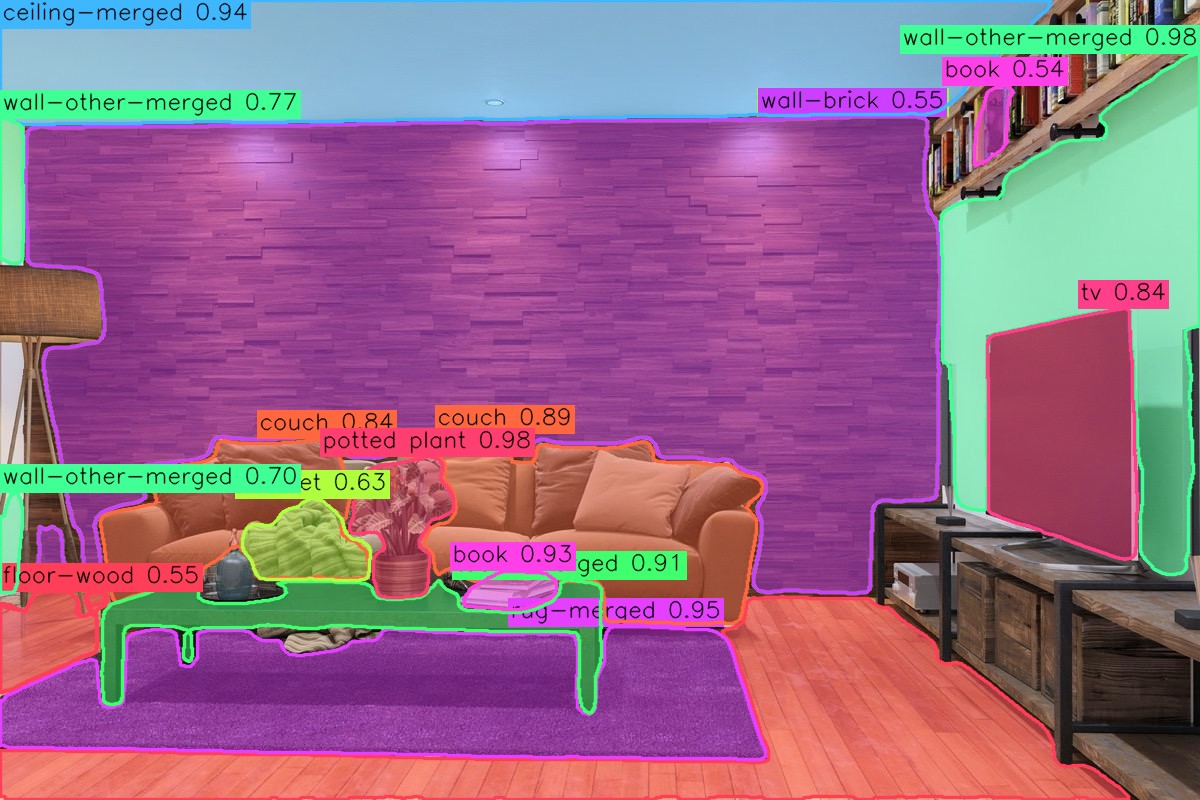 ceiling-merged 0.94
wall-other-merged 0.98
book 0.54
wall-other-merged 0.77
wall-brick 0.55
tv 0.84
couch 0.84
couch 0.89
potted plant 0.98
wall-other-merged 0.70
et 0.63
book 0.93
ged 0.91
floor-wood 0.55
rug-merged 0.95